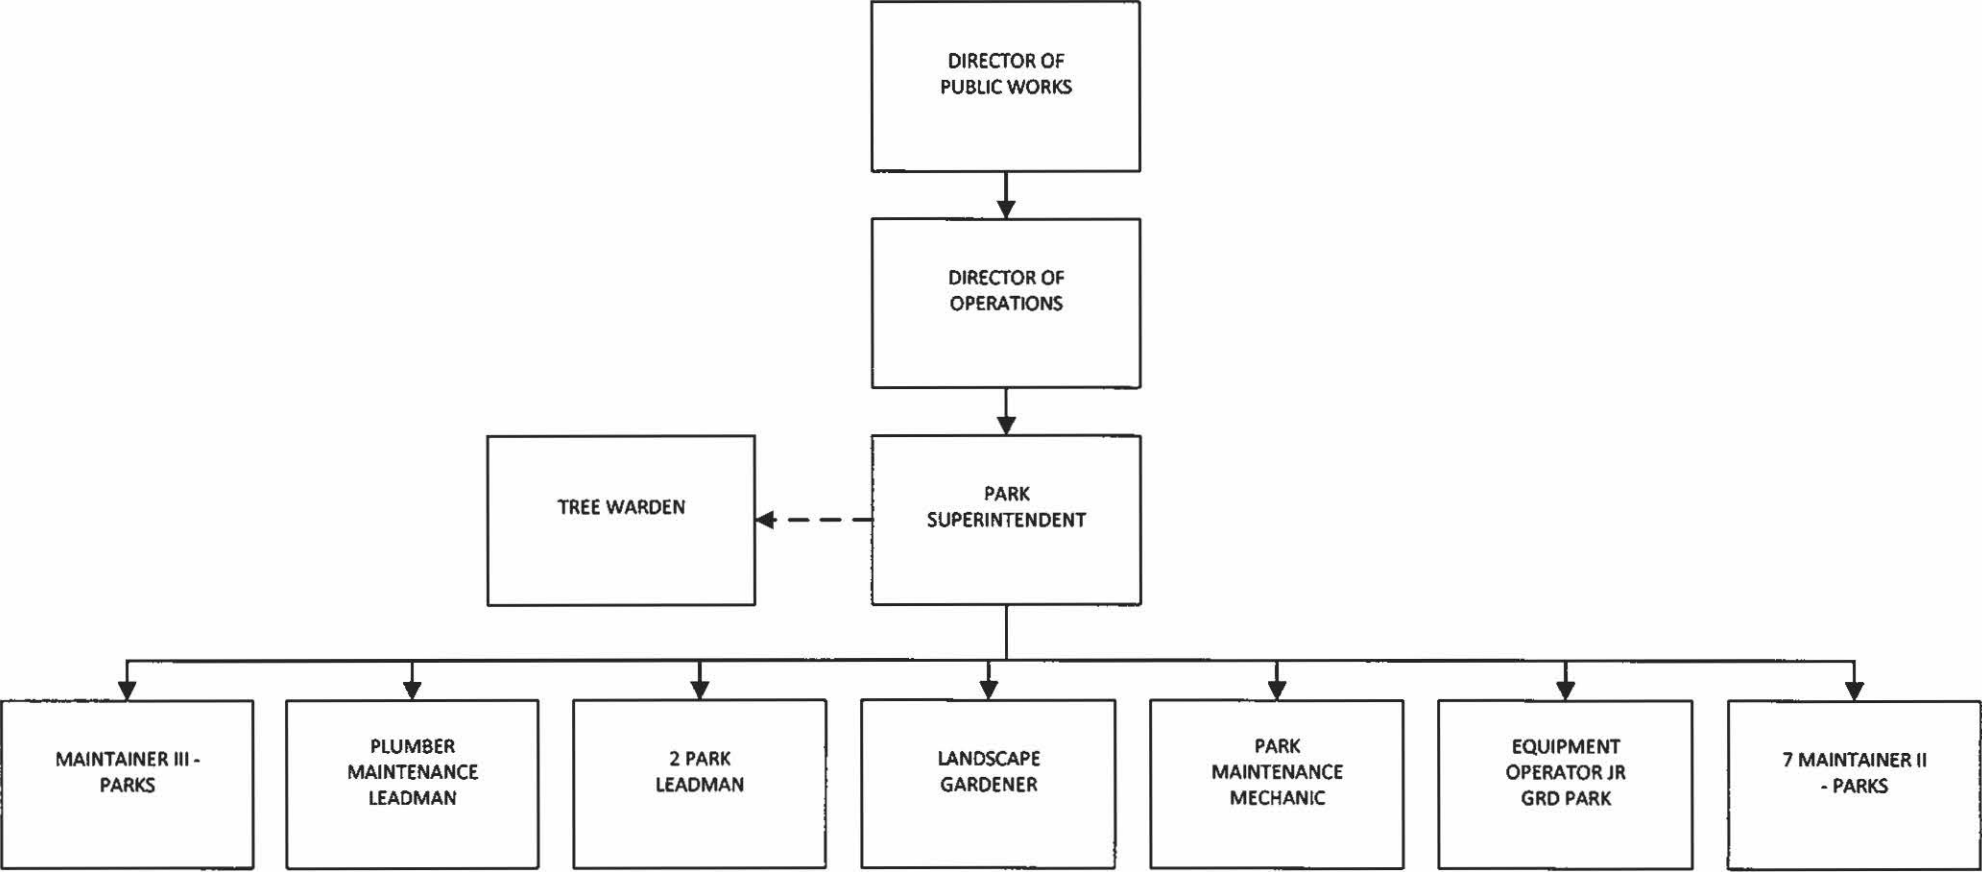 DIRECTOR OF
PUBLIC WORKS
DIRECTOR OF
OPERATIONS
TREE WARDEN
PARK
SUPERINTENDENT
MAINTAINER III -
PARKS
PLUMBER
MAINTENANCE
LEADMAN
2 PARK
LEADMAN
LANDSCAPE
GARDENER
PARK
MAINTENANCE
MECHANIC
EQUIPMENT
OPERATOR JR
GRD PARK
7 MAINTAINER II
- PARKS